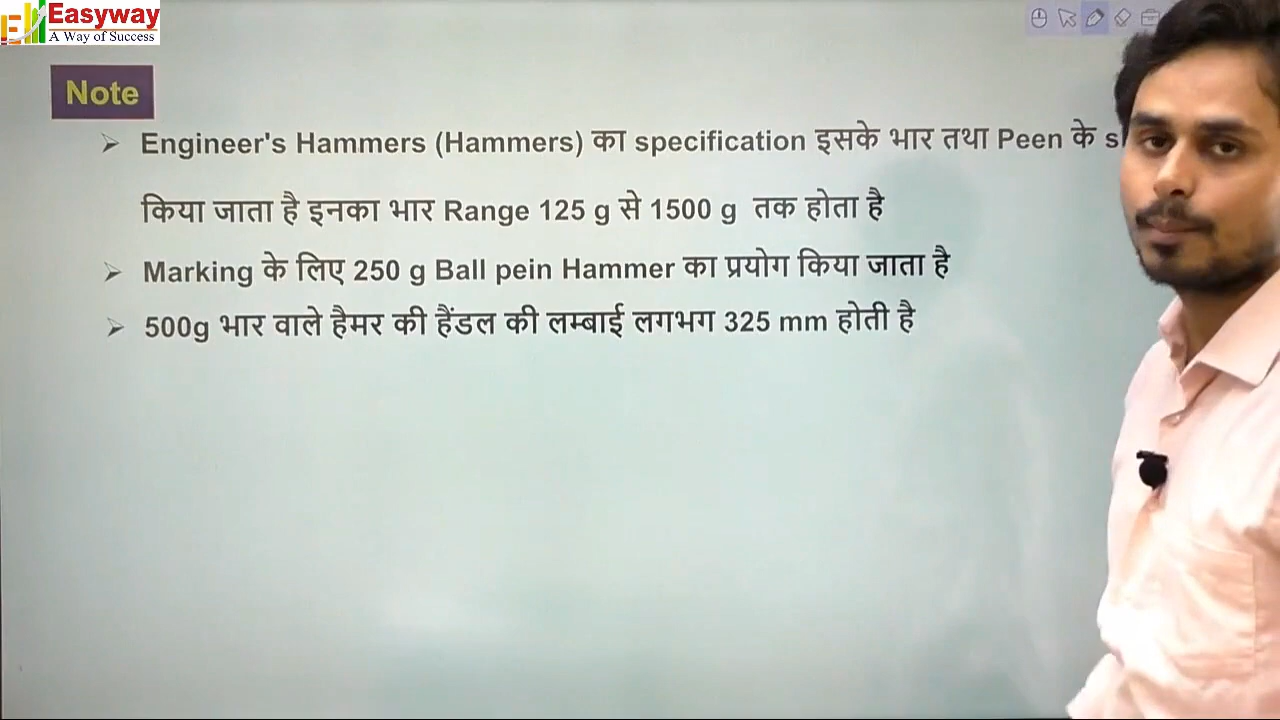 Easyway
A Way of Success
Note
Engineer's Hammers (Hammers) का specification इसके भार तथा Peen के
किया जाता है इनका भार Range 125 g से 1500 g तक होता है
Marking के लिए 250 g Ball pein Hammer का प्रयोग किया जाता है
500g भार वाले हैमर की हैंडल की लम्बाई लगभग 325 mm होती है